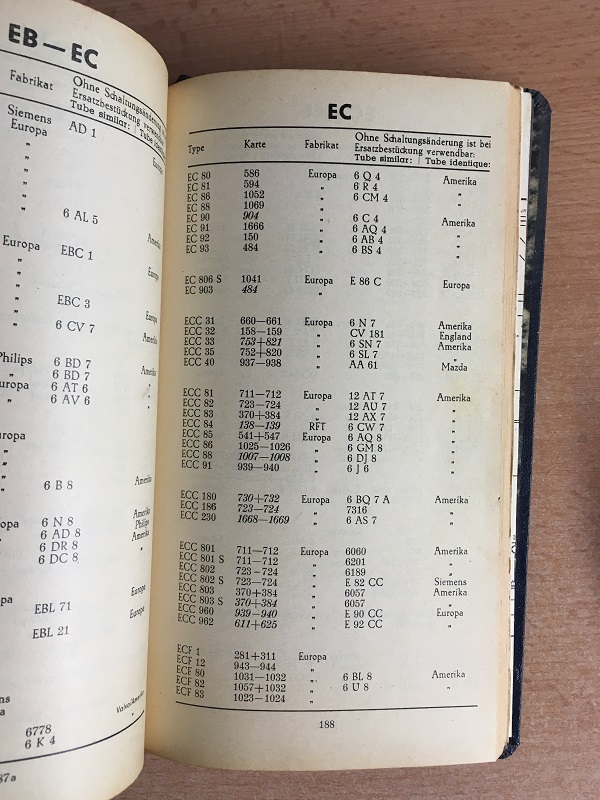 EB — EC
Fabrikat
Ohne Schaltungsänderung
Ersatzbestückung verwend
Tube similar: | Tube identi
Siemens AD 1
Europa
„
„
„
„
„
6 AL 5
Europa EBC 1
„
„
EBC 3
„
6 CV 7
Philips 6 BD 7
„ 6 BD 7
6 AT 6
6 AV 6
„
„
„
6 B 8
6 N 8
6 AD 8
6 DR 8
6 DC 8
EBL 71
EBL 21
6778
6 K 4
87a
EC
Type Karte Fabrikat Ohne Schaltungsänderung ist bei
Ersatzbestückung verwendbar:
Tube similar: | Tube identique:
EC 80 586 Europa 6 Q 4 Amerika
EC 81 594 „ 6 R 4 „
EC 86 1052 „ 6 CM 4 „
EC 88 1069 „
EC 90 904 „ 6 C 4 Amerika
EC 91 1666 „ 6 AQ 4 „
EC 92 150 „ 6 AB 4 „
EC 93 484 „ 6 BS 4 „
EC 806 S 1041 Europa E 86 C Europa
EC 903 484 „
ECC 31 660—661 Europa 6 N 7 Amerika
ECC 32 158—159 „ CV 181 England
ECC 33 753+821 „ 6 SN 7 Amerika
ECC 35 752+820 „ 6 SL 7 „
ECC 40 937—938 „ AA 61 Mazda
ECC 81 711—712 Europa 12 AT 7 Amerika
ECC 82 723—724 „ 12 AU 7 „
ECC 83 370+384 „ 12 AX 7 „
ECC 84 138—139 RFT 6 CW 7 „
ECC 85 541+547 Europa 6 AQ 8 „
ECC 86 1025—1026 „ 6 GM 8 „
ECC 88 1007—1008 „ 6 DJ 8 „
ECC 91 939—940 „ 6 J 6 „
ECC 180 730+732 Europa 6 BQ 7 A Amerika
ECC 186 723—724 „ 7316 „
ECC 230 1668—1669 „ 6 AS 7 „
ECC 801 711—712 Europa 6060 Amerika
ECC 801 S 711—712 „ 6201 „
ECC 802 723—724 „ 6189 „
ECC 802 S 723—724 „ E 82 CC Siemens
ECC 803 370+384 „ 6057 Amerika
ECC 803 S 370+384 „ 6057 „
ECC 960 939—940 „ E 90 CC Europa
ECC 962 611+625 „ E 92 CC „
ECF 1 281+311 Europa
ECF 12 943—944 „
ECF 80 1031—1032 „ 6 BL 8 Amerika
ECF 82 1057+1032 „ 6 U 8 „
ECF 83 1023—1024 „
188